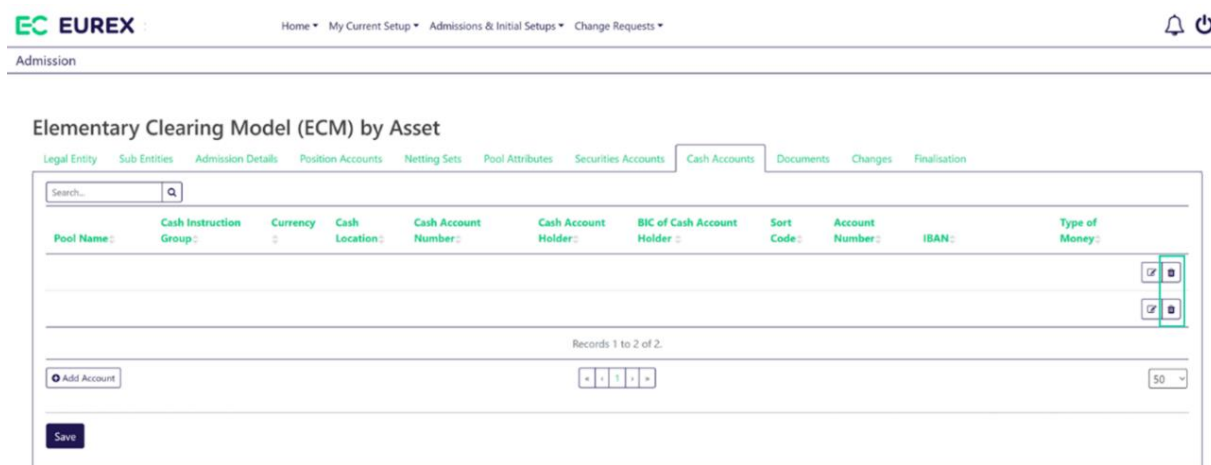 EC EUREX
Home My Current Setup Admissions & Initial Setups Change Requests
Admission
Elementary Clearing Model (ECM) by Asset
Legal Entity Sub Entities Admission Details Position Accounts Netting Sets Pool Attributes Securities Accounts Cash Accounts Documents Changes Finalisation
Search...
Pool Name Cash Instruction Group Currency Cash Location Cash Account Number Cash Account Holder BIC of Cash Account Holder Sort Code Account Number IBAN Type of Money
Records 1 to 2 of 2.
Add Account « ‹ 1 › » 50
Save